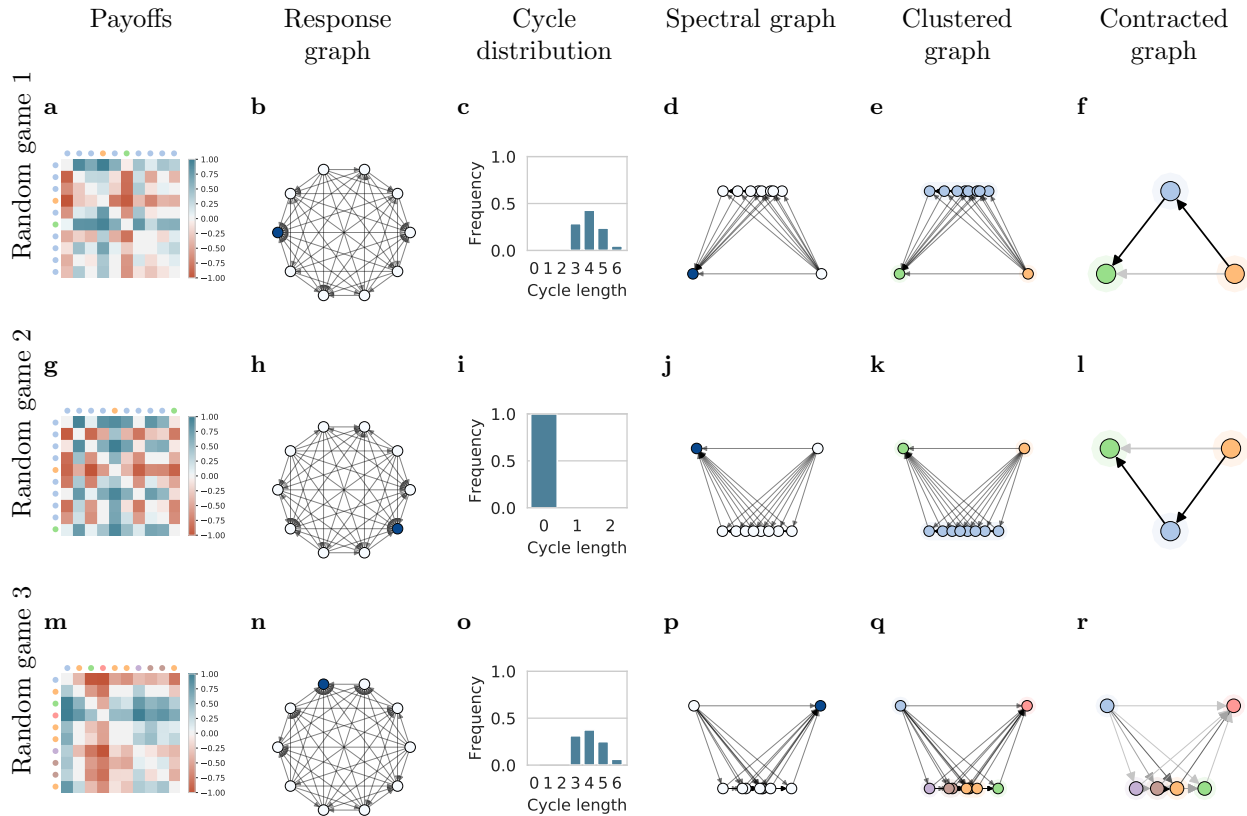 Payoffs
Response
graph
Cycle
distribution
Spectral graph
Clustered
graph
Contracted
graph
Random game 1
a
1.00
0.75
0.50
0.25
0.00
−0.25
−0.50
−0.75
−1.00
b
c
Frequency
1.0
0.5
0.0
0 1 2 3 4 5 6
Cycle length
d
e
f
Random game 2
g
1.00
0.75
0.50
0.25
0.00
−0.25
−0.50
−0.75
−1.00
h
i
Frequency
1.0
0.5
0.0
0 1 2
Cycle length
j
k
l
Random game 3
m
1.00
0.75
0.50
0.25
0.00
−0.25
−0.50
−0.75
−1.00
n
o
Frequency
1.0
0.5
0.0
0 1 2 3 4 5 6
Cycle length
p
q
r